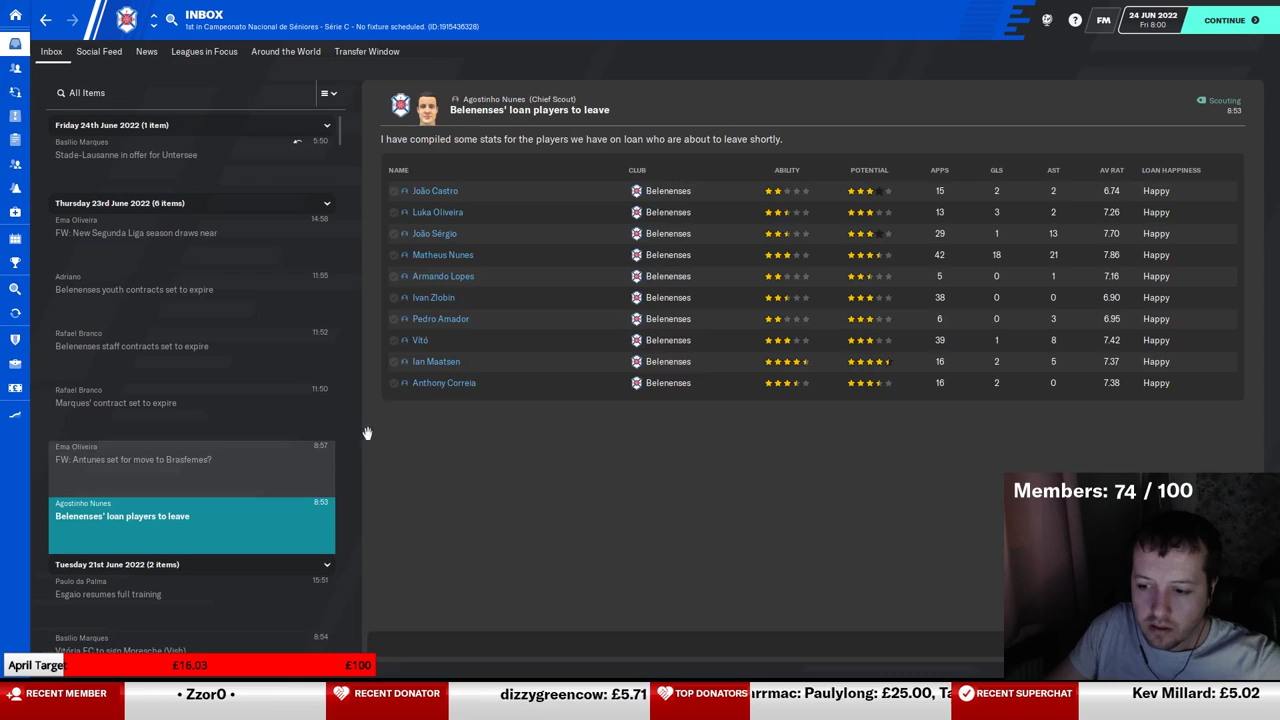 INBOX
1st in Campeonato Nacional de Séniores - Série C - No fixture scheduled. (ID:1915436328)
FM
24 JUN 2022
Fri 8:00
CONTINUE
Inbox Social Feed News Leagues in Focus Around the World Transfer Window
All Items
Friday 24th June 2022 (1 item)
Basílio Marques 5:50
Stade-Lausanne in offer for Untersee
Thursday 23rd June 2022 (6 items)
Ema Oliveira 14:58
FW: New Segunda Liga season draws near
Adriano 11:55
Belenenses youth contracts set to expire
Rafael Branco 11:52
Belenenses staff contracts set to expire
Rafael Branco 11:50
Marques' contract set to expire
Ema Oliveira 8:57
FW: Antunes set for move to Brasfemes?
Agostinho Nunes 8:53
Belenenses' loan players to leave
Tuesday 21st June 2022 (2 items)
Paulo da Palma 15:51
Esgaio resumes full training
Basílio Marques 8:54
Vitória FC to sign Moresche (Vish)
Agostinho Nunes (Chief Scout)
Belenenses' loan players to leave
Scouting
8:53
I have compiled some stats for the players we have on loan who are about to leave shortly.
NAME CLUB ABILITY POTENTIAL APPS GLS AST AV RAT LOAN HAPPINESS
João Castro Belenenses 15 2 2 6.74 Happy
Luka Oliveira Belenenses 13 3 2 7.26 Happy
João Sérgio Belenenses 29 1 13 7.70 Happy
Matheus Nunes Belenenses 42 18 21 7.86 Happy
Armando Lopes Belenenses 5 0 1 7.16 Happy
Ivan Zlobin Belenenses 38 0 0 6.90 Happy
Pedro Amador Belenenses 6 0 3 6.95 Happy
Vító Belenenses 39 1 8 7.42 Happy
Ian Maatsen Belenenses 16 2 5 7.37 Happy
Anthony Correia Belenenses 16 2 0 7.38 Happy
Members: 74 / 100
April Target £16.03 £100
RECENT MEMBER • Zzor0 • RECENT DONATOR dizzygreencow: £5.71 TOP DONATORS rrmac: Paulylong: £25.00, Ta RECENT SUPERCHAT Kev Millard: £5.02